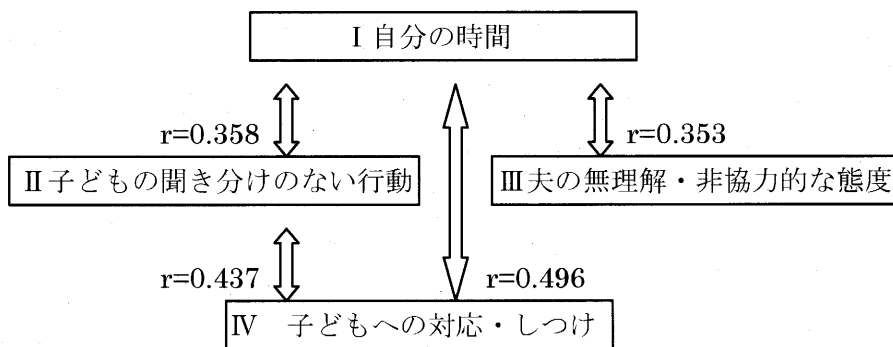 Ⅰ自分の時間
r=0.358
r=0.353
Ⅱ子どもの聞き分けのない行動
Ⅲ夫の無理解・非協力的な態度
r=0.437
r=0.496
Ⅳ 子どもへの対応・しつけ